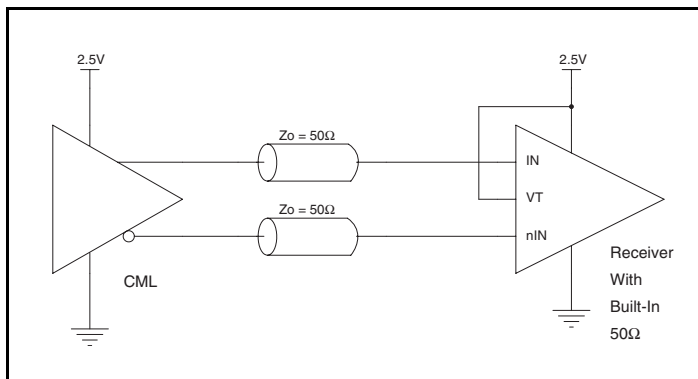 2.5V
2.5V
Zo = 50Ω
IN
VT
Zo = 50Ω
nIN
CML
Receiver
With
Built-In
50Ω